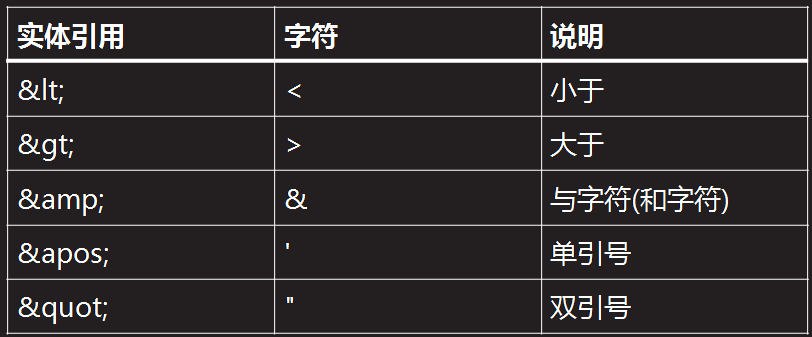 实体引用 字符 说明
&lt; < 小于
&gt; > 大于
&amp; & 与字符(和字符)
&apos; ' 单引号
&quot; " 双引号